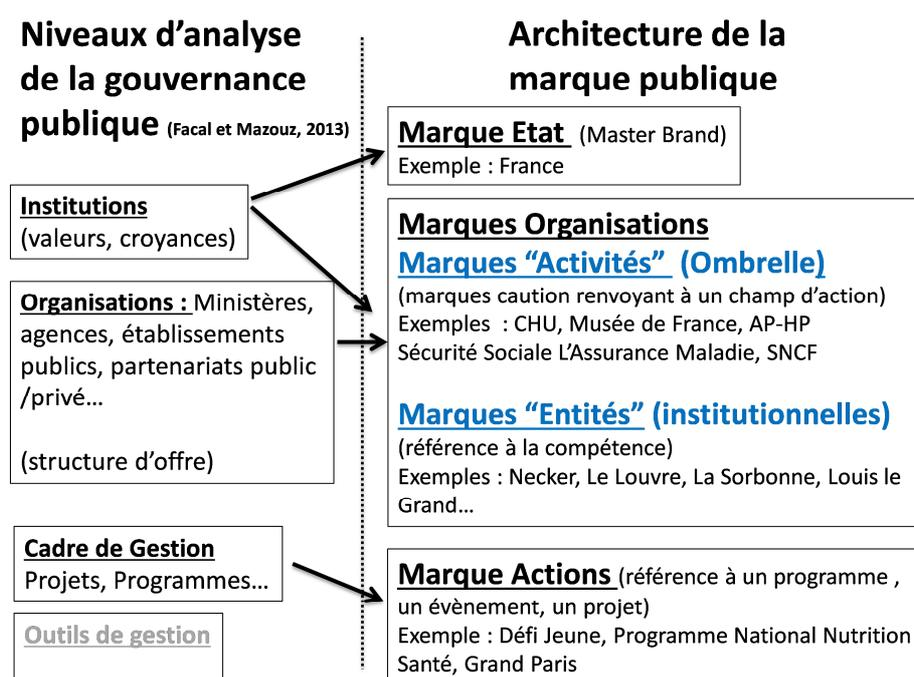 Niveaux d’analyse
de la gouvernance
publique (Facal et Mazouz, 2013)
Institutions
(valeurs, croyances)
Organisations : Ministères,
agences, établissements
publics, partenariats public
/privé…
(structure d’offre)
Cadre de Gestion
Projets, Programmes…
Outils de gestion
Architecture de la
marque publique
Marque Etat (Master Brand)
Exemple : France
Marques Organisations
Marques “Activités” (Ombrelle)
(marques caution renvoyant à un champ d’action)
Exemples : CHU, Musée de France, AP-HP
Sécurité Sociale L’Assurance Maladie, SNCF
Marques “Entités” (institutionnelles)
(référence à la compétence)
Exemples : Necker, Le Louvre, La Sorbonne, Louis le
Grand…
Marque Actions (référence à un programme ,
un évènement, un projet)
Exemple : Défi Jeune, Programme National Nutrition
Santé, Grand Paris